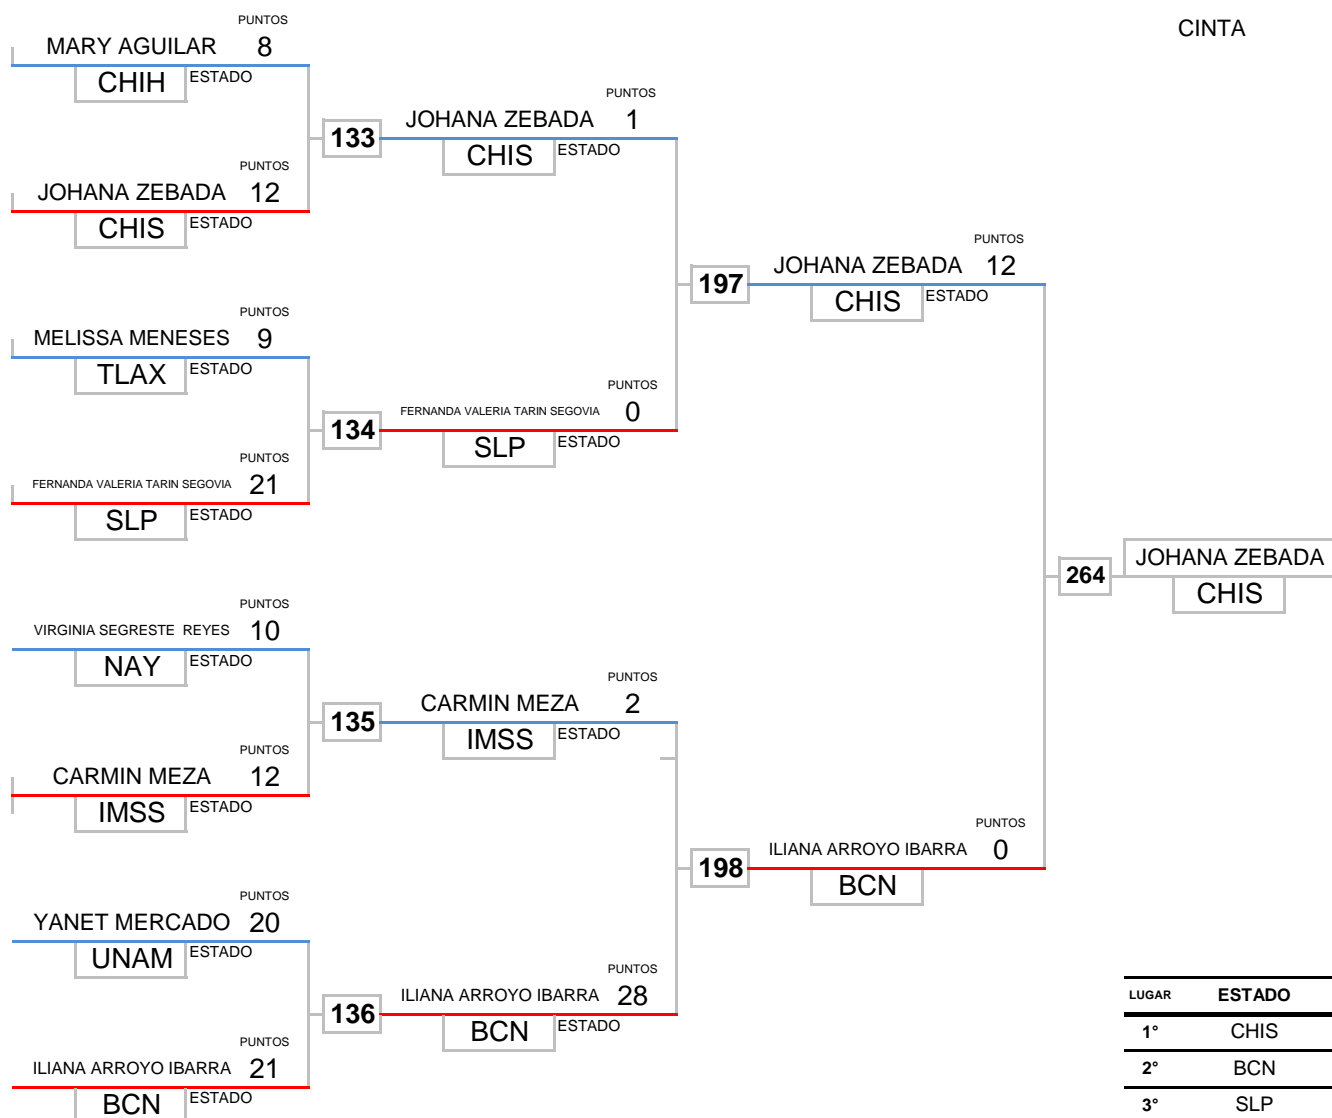 CINTA
PUNTOS
MARY AGUILAR 8
CHIH ESTADO
133
PUNTOS
JOHANA ZEBADA 1
CHIS ESTADO
PUNTOS
JOHANA ZEBADA 12
CHIS ESTADO
197
PUNTOS
JOHANA ZEBADA 12
CHIS ESTADO
PUNTOS
MELISSA MENESES 9
TLAX ESTADO
134
PUNTOS
FERNANDA VALERIA TARIN SEGOVIA 0
SLP ESTADO
PUNTOS
FERNANDA VALERIA TARIN SEGOVIA 21
SLP ESTADO
264
JOHANA ZEBADA
CHIS
PUNTOS
VIRGINIA SEGRESTE REYES 10
NAY ESTADO
135
PUNTOS
CARMIN MEZA 2
IMSS ESTADO
PUNTOS
CARMIN MEZA 12
IMSS ESTADO
198
PUNTOS
ILIANA ARROYO IBARRA 0
BCN
PUNTOS
YANET MERCADO 20
UNAM ESTADO
136
PUNTOS
ILIANA ARROYO IBARRA 28
BCN ESTADO
PUNTOS
ILIANA ARROYO IBARRA 21
BCN ESTADO
LUGAR ESTADO
1° CHIS
2° BCN
3° SLP